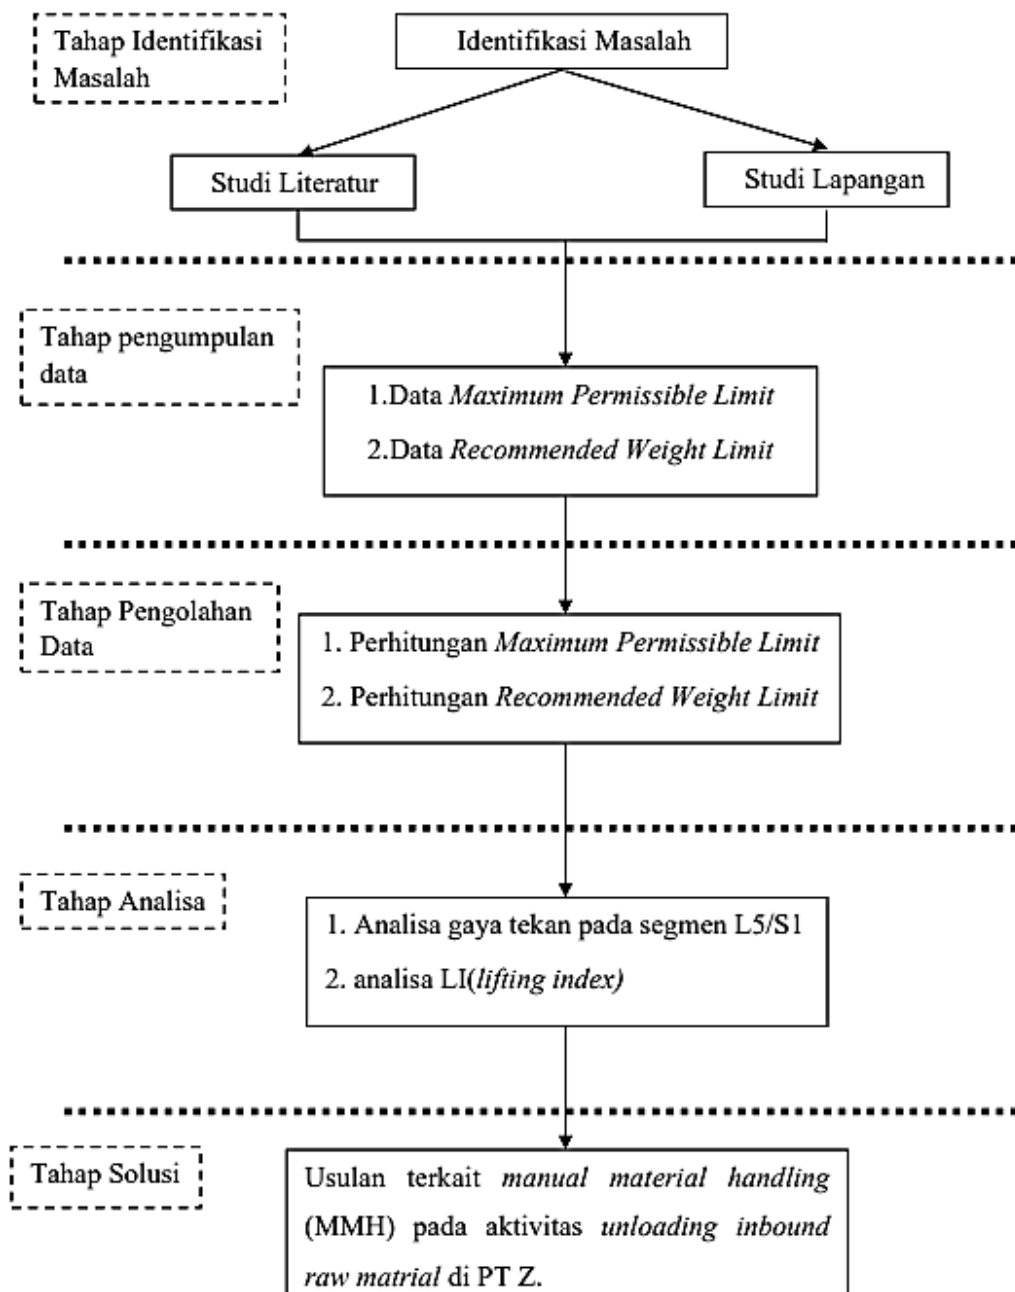 Tahap Identifikasi
Masalah
Identifikasi Masalah
Studi Literatur
Studi Lapangan
Tahap pengumpulan
data
1.Data Maximum Permissible Limit
2.Data Recommended Weight Limit
Tahap Pengolahan
Data
1. Perhitungan Maximum Permissible Limit
2. Perhitungan Recommended Weight Limit
Tahap Analisa
1. Analisa gaya tekan pada segmen L5/S1
2. analisa LI(lifting index)
Tahap Solusi
Usulan terkait manual material handling
(MMH) pada aktivitas unloading inbound
raw matrial di PT Z.